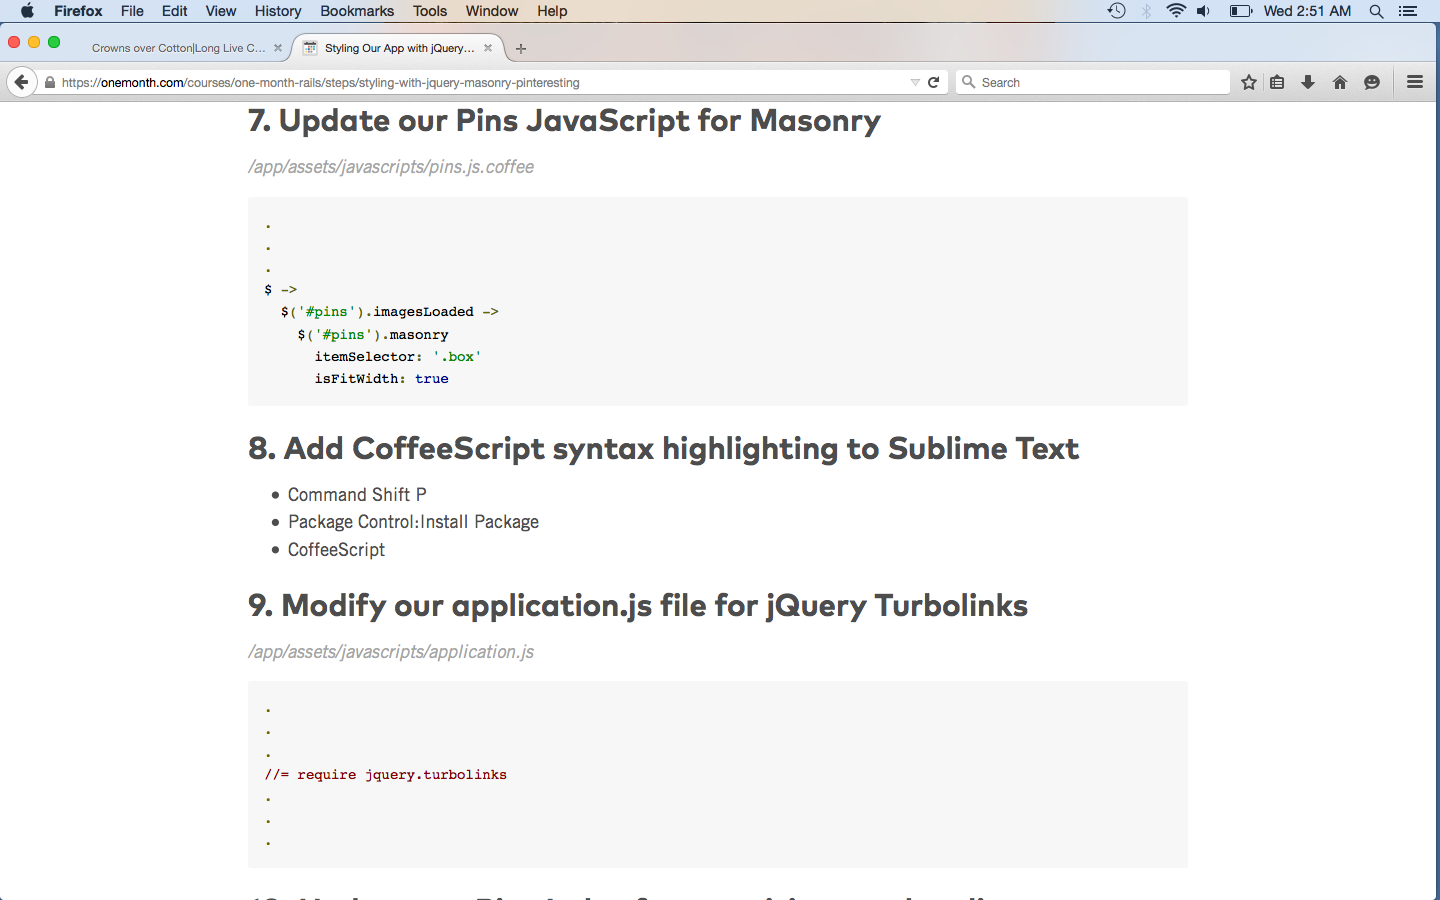 Firefox File Edit View History Bookmarks Tools Window Help Wed 2:51 AM
Crowns over Cotton|Long Live C... × Styling Our App with jQuery... × +
https://onemonth.com/courses/one-month-rails/steps/styling-with-jquery-masonry-pinteresting Search
7. Update our Pins JavaScript for Masonry
/app/assets/javascripts/pins.js.coffee
.
.
.
$ ->
$('#pins').imagesLoaded ->
$('#pins').masonry
itemSelector: '.box'
isFitWidth: true
8. Add CoffeeScript syntax highlighting to Sublime Text
• Command Shift P
• Package Control:Install Package
• CoffeeScript
9. Modify our application.js file for jQuery Turbolinks
/app/assets/javascripts/application.js
.
.
.
//= require jquery.turbolinks
.
.
.